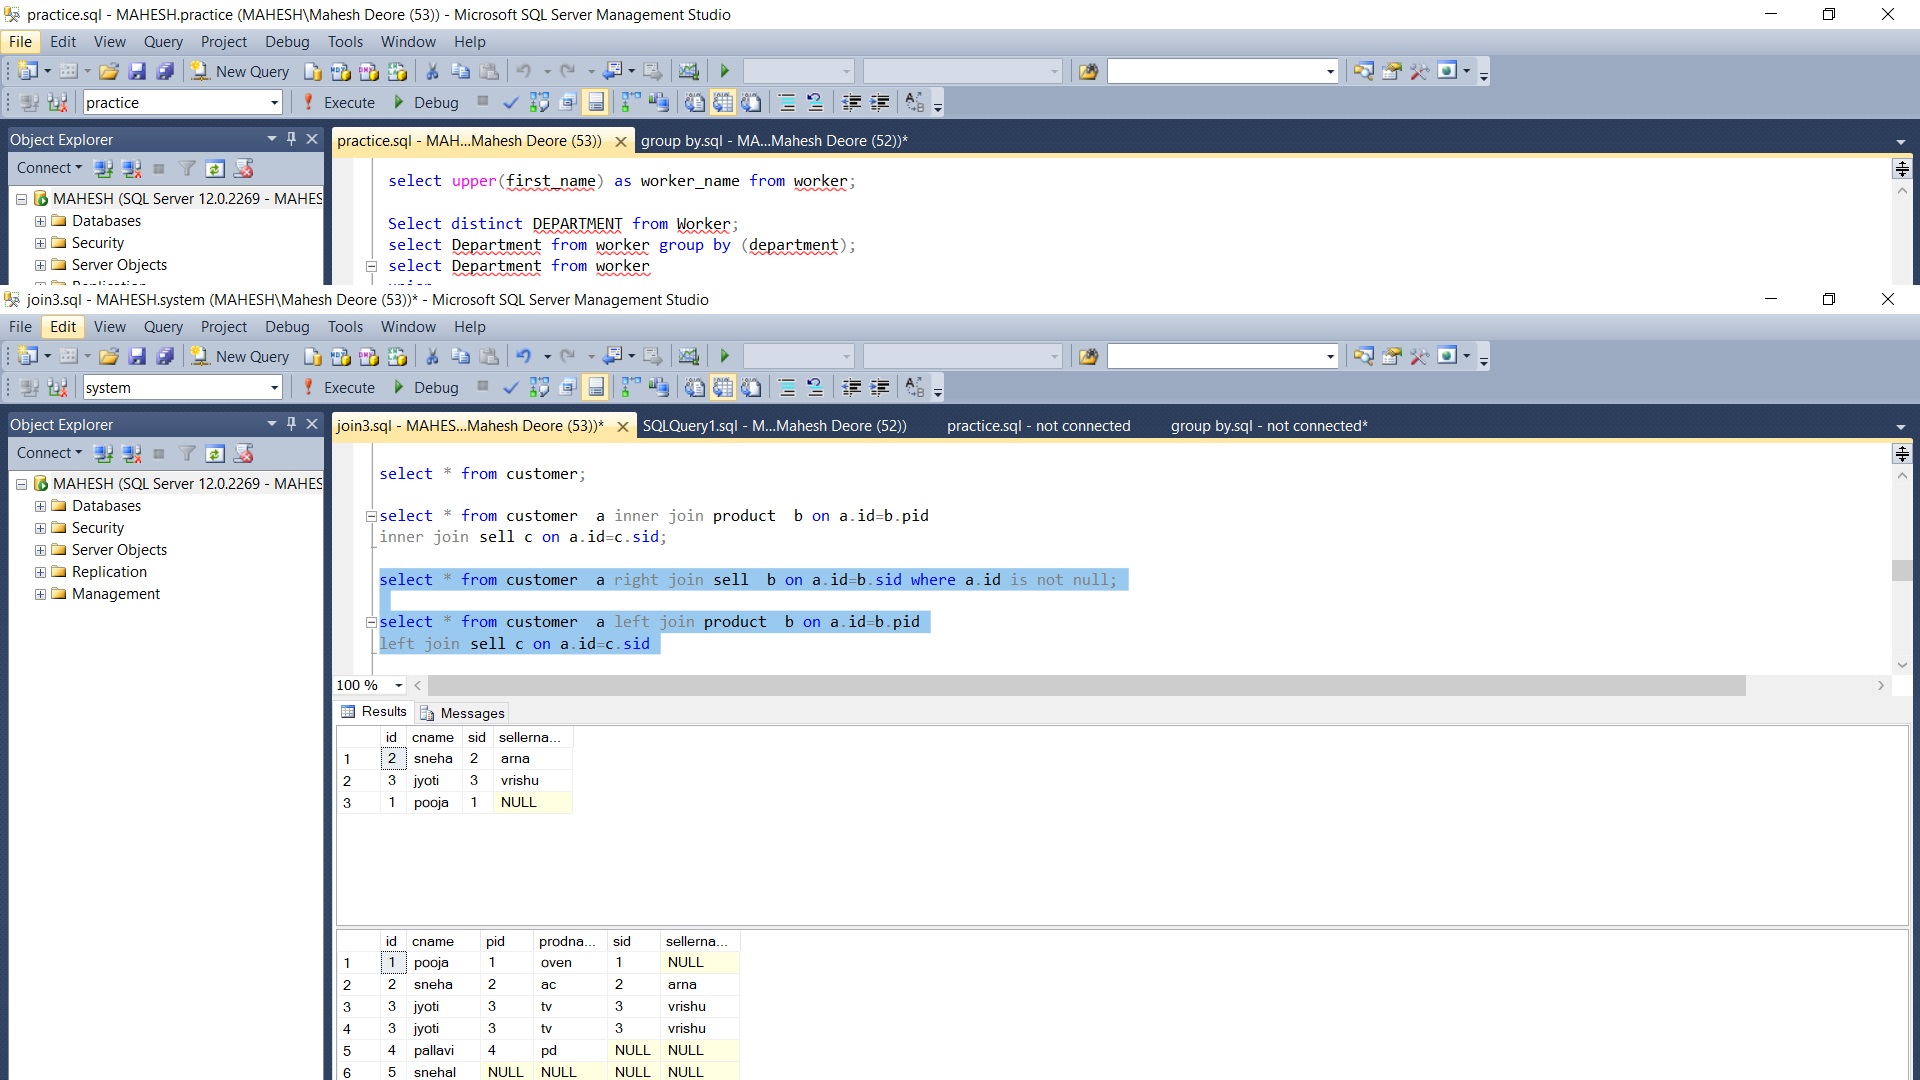 practice.sql - MAHESH.practice (MAHESH\Mahesh Deore (53)) - Microsoft SQL Server Management Studio
File Edit View Query Project Debug Tools Window Help
New Query
practice Execute Debug
Object Explorer
practice.sql - MAH...Mahesh Deore (53)) group by.sql - MA...Mahesh Deore (52))*
Connect
MAHESH (SQL Server 12.0.2269 - MAHES
Databases
Security
Server Objects
select upper(first_name) as worker_name from worker;
Select distinct DEPARTMENT from Worker;
select Department from worker group by (department);
select Department from worker
join3.sql - MAHESH.system (MAHESH\Mahesh Deore (53))* - Microsoft SQL Server Management Studio
File Edit View Query Project Debug Tools Window Help
New Query
system Execute Debug
Object Explorer
join3.sql - MAHES...Mahesh Deore (53))* SQLQuery1.sql - M...Mahesh Deore (52)) practice.sql - not connected group by.sql - not connected*
Connect
MAHESH (SQL Server 12.0.2269 - MAHES
Databases
Security
Server Objects
Replication
Management
select * from customer;
select * from customer  a inner join product  b on a.id=b.pid
inner join sell c on a.id=c.sid;
select * from customer  a right join sell  b on a.id=b.sid where a.id is not null;
select * from customer  a left join product  b on a.id=b.pid
left join sell c on a.id=c.sid
100 %
Results Messages
id cname sid sellerna...
1 2 sneha 2 arna
2 3 jyoti 3 vrishu
3 1 pooja 1 NULL
id cname pid prodna... sid sellerna...
1 1 pooja 1 oven 1 NULL
2 2 sneha 2 ac 2 arna
3 3 jyoti 3 tv 3 vrishu
4 3 jyoti 3 tv 3 vrishu
5 4 pallavi 4 pd NULL NULL
6 5 snehal NULL NULL NULL NULL